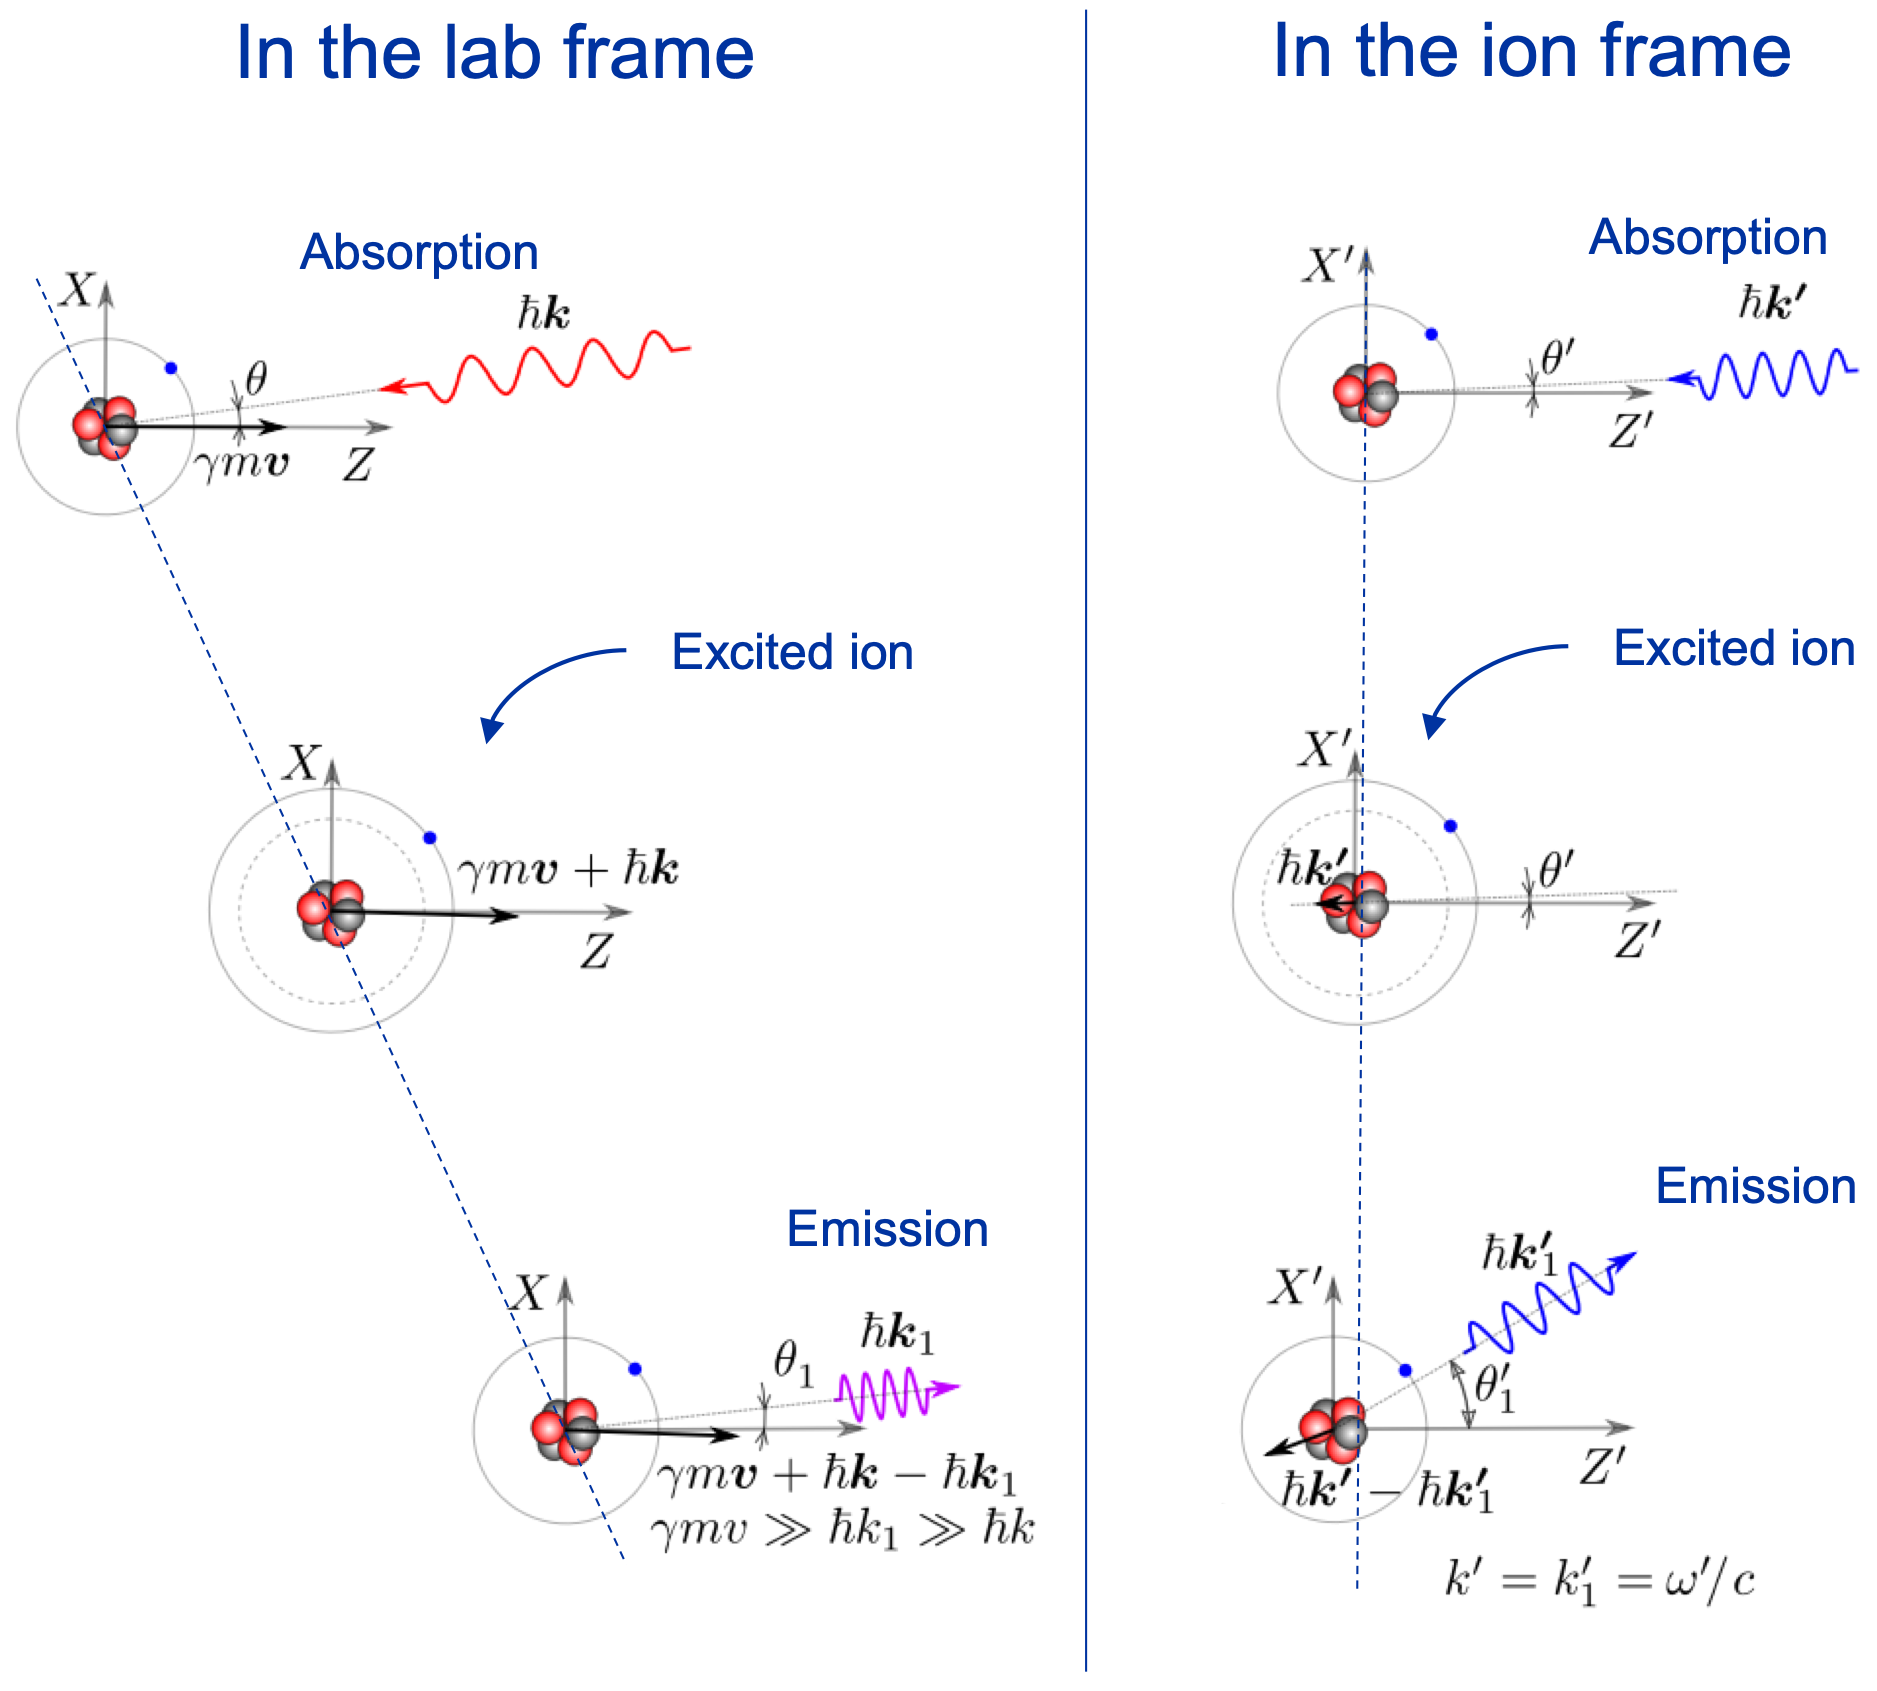 In the lab frame
Absorption
X
ħk
θ
γmv
Z
Excited ion
X
γmv + ħk
Z
Emission
X
ħk₁
θ₁
γmv + ħk − ħk₁
γmv ≫ ħk₁ ≫ ħk
In the ion frame
Absorption
X′
ħk′
θ′
Z′
Excited ion
X′
ħk′
θ′
Z′
Emission
ħk′₁
X′
θ′₁
Z′
ħk′ − ħk′₁
k′ = k′₁ = ω′/c